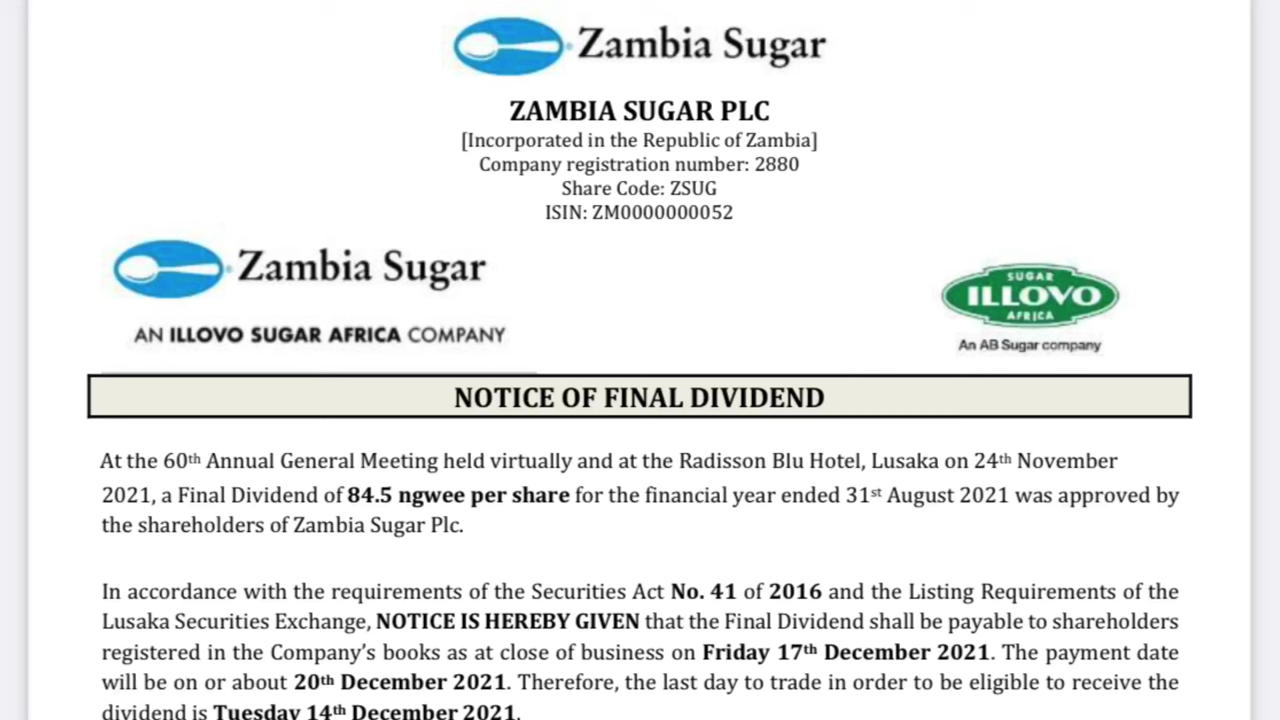 Zambia Sugar
ZAMBIA SUGAR PLC
[Incorporated in the Republic of Zambia]
Company registration number: 2880
Share Code: ZSUG
ISIN: ZM0000000052
Zambia Sugar
AN ILLOVO SUGAR AFRICA COMPANY
SUGAR
ILLOVO
AFRICA
An AB Sugar company
NOTICE OF FINAL DIVIDEND
At the 60th Annual General Meeting held virtually and at the Radisson Blu Hotel, Lusaka on 24th November
2021, a Final Dividend of 84.5 ngwee per share for the financial year ended 31st August 2021 was approved by
the shareholders of Zambia Sugar Plc.
In accordance with the requirements of the Securities Act No. 41 of 2016 and the Listing Requirements of the
Lusaka Securities Exchange, NOTICE IS HEREBY GIVEN that the Final Dividend shall be payable to shareholders
registered in the Company's books as at close of business on Friday 17th December 2021. The payment date
will be on or about 20th December 2021. Therefore, the last day to trade in order to be eligible to receive the
dividend is Tuesday 14th December 2021.